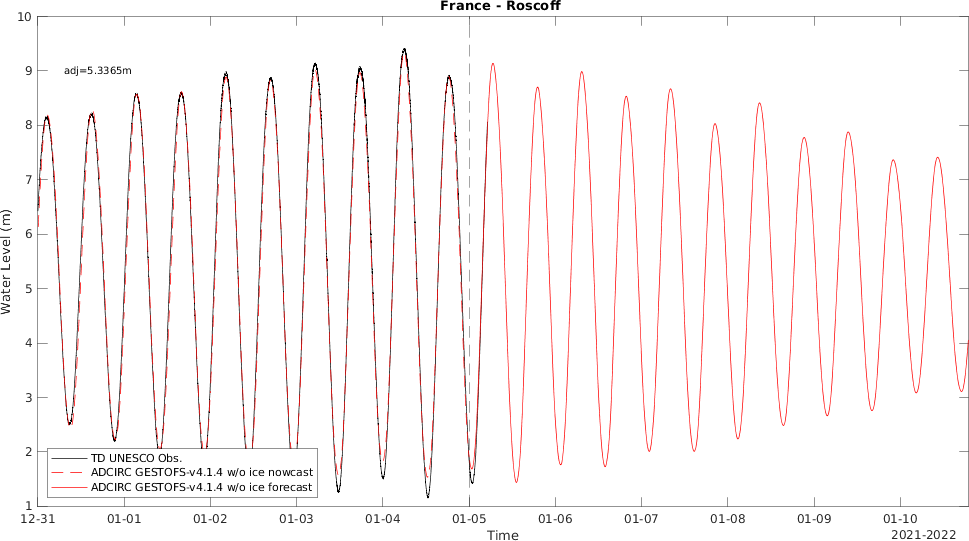 France - Roscoff
10
9
8
7
6
5
4
3
2
1
Water Level (m)
adj=5.3365m
TD UNESCO Obs.
ADCIRC GESTOFS-v4.1.4 w/o ice nowcast
ADCIRC GESTOFS-v4.1.4 w/o ice forecast
12-31 01-01 01-02 01-03 01-04 01-05 01-06 01-07 01-08 01-09 01-10
Time
2021-2022